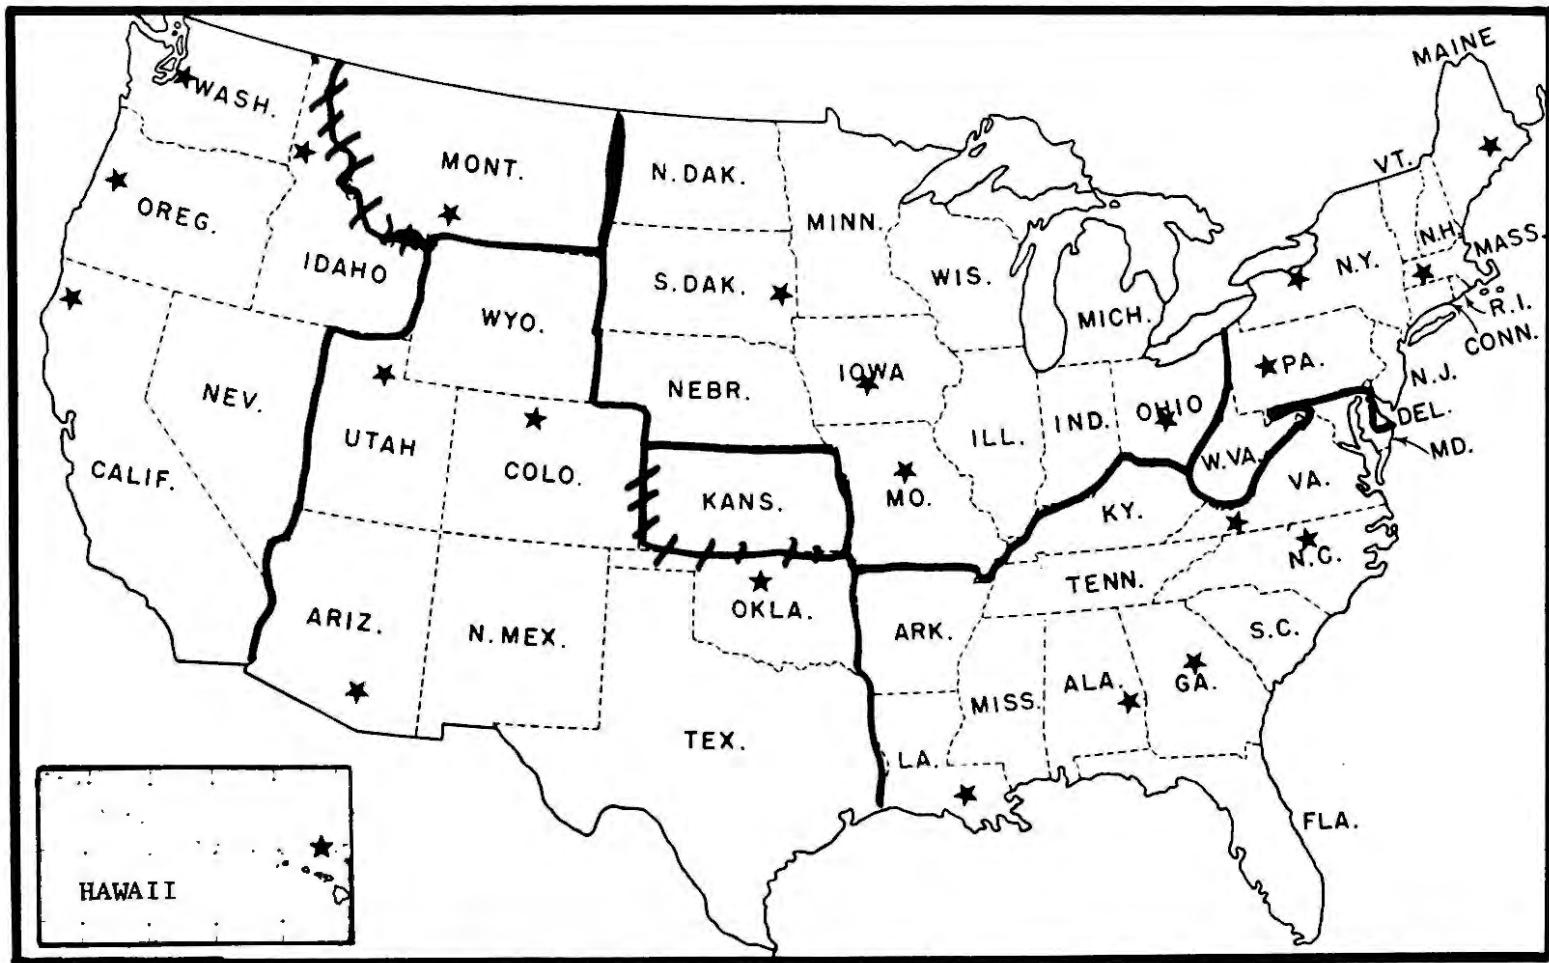 MAINE
WASH.
VT.
MONT.
N. DAK.
OREG.
MINN.
N.H.
MASS.
IDAHO
S. DAK.
WIS.
N.Y.
R.I.
WYO.
MICH.
CONN.
IOWA
PA.
N.J.
NEV.
NEBR.
OHIO
DEL.
UTAH
ILL.
IND.
MD.
CALIF.
COLO.
KANS.
MO.
W. VA.
VA.
KY.
N.C.
TENN.
ARIZ.
N. MEX.
OKLA.
ARK.
S.C.
MISS.
ALA.
GA.
TEX.
LA.
FLA.
HAWAII